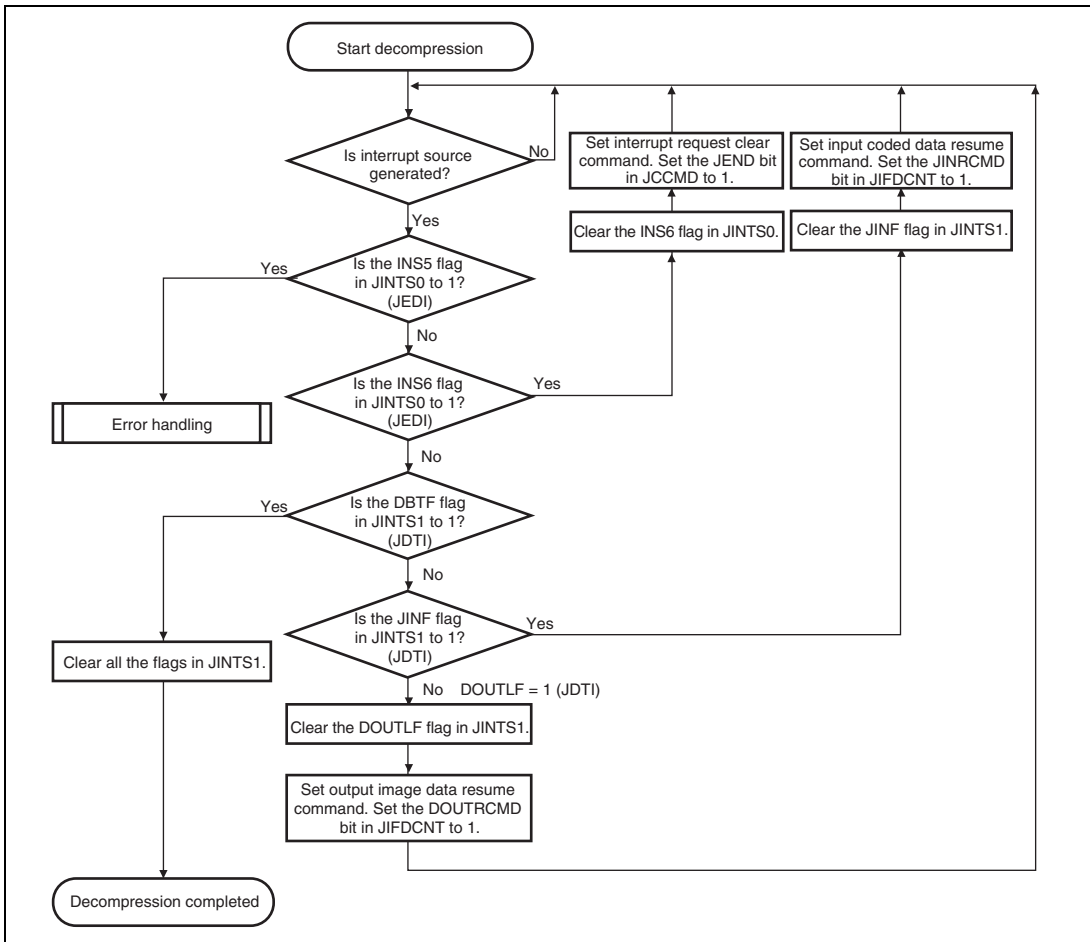 Start decompression
Is interrupt source
generated?
No
Set interrupt request clear
command. Set the JEND bit
in JCCMD to 1.
Set input coded data resume
command. Set the JINRCMD
bit in JIFDCNT to 1.
Clear the INS6 flag in JINTS0.
Clear the JINF flag in JINTS1.
Yes
Is the INS5 flag
in JINTS0 to 1?
(JEDI)
Yes
No
Is the INS6 flag
in JINTS0 to 1?
(JEDI)
Yes
Error handling
No
Is the DBTF flag
in JINTS1 to 1?
(JDTI)
Yes
No
Is the JINF flag
in JINTS1 to 1?
(JDTI)
Yes
Clear all the flags in JINTS1.
No DOUTLF = 1 (JDTI)
Clear the DOUTLF flag in JINTS1.
Set output image data resume
command. Set the DOUTRCMD
bit in JIFDCNT to 1.
Decompression completed